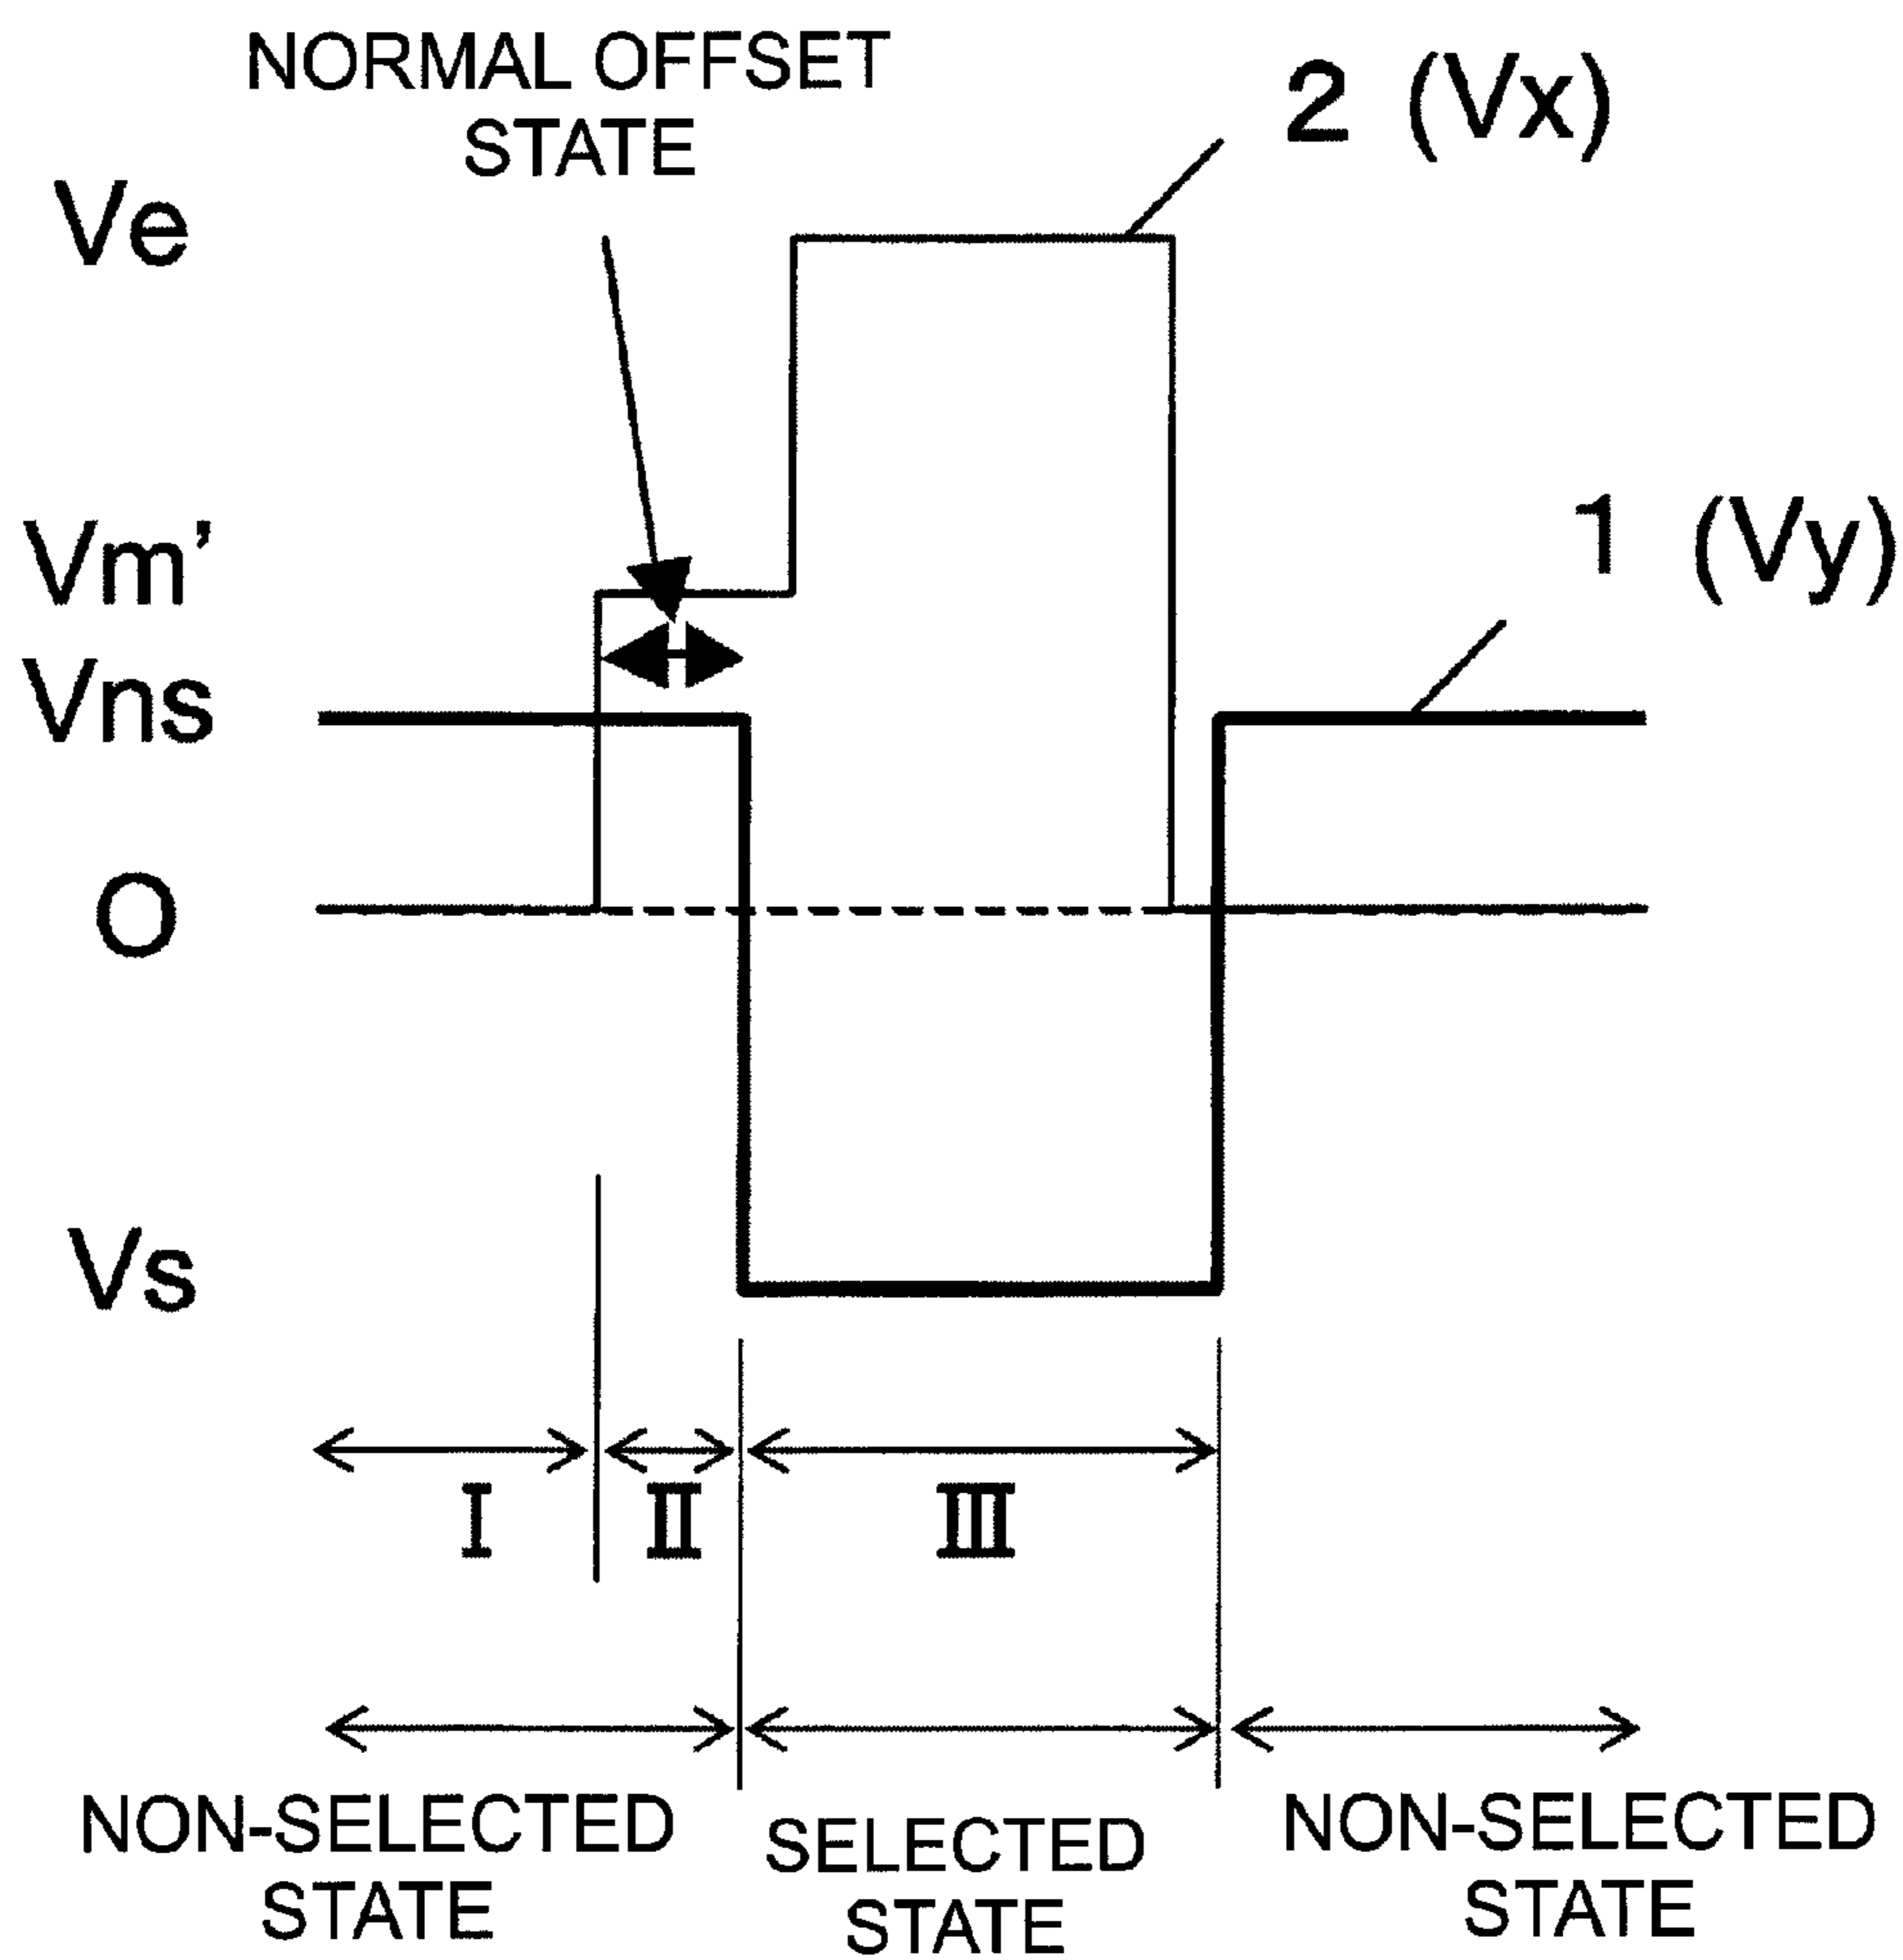 NORMAL OFFSET
STATE
2 (Vx)
Ve
Vm’
1 (Vy)
Vns
O
Vs
I II III
NON-SELECTED
STATE
SELECTED
STATE
NON-SELECTED
STATE